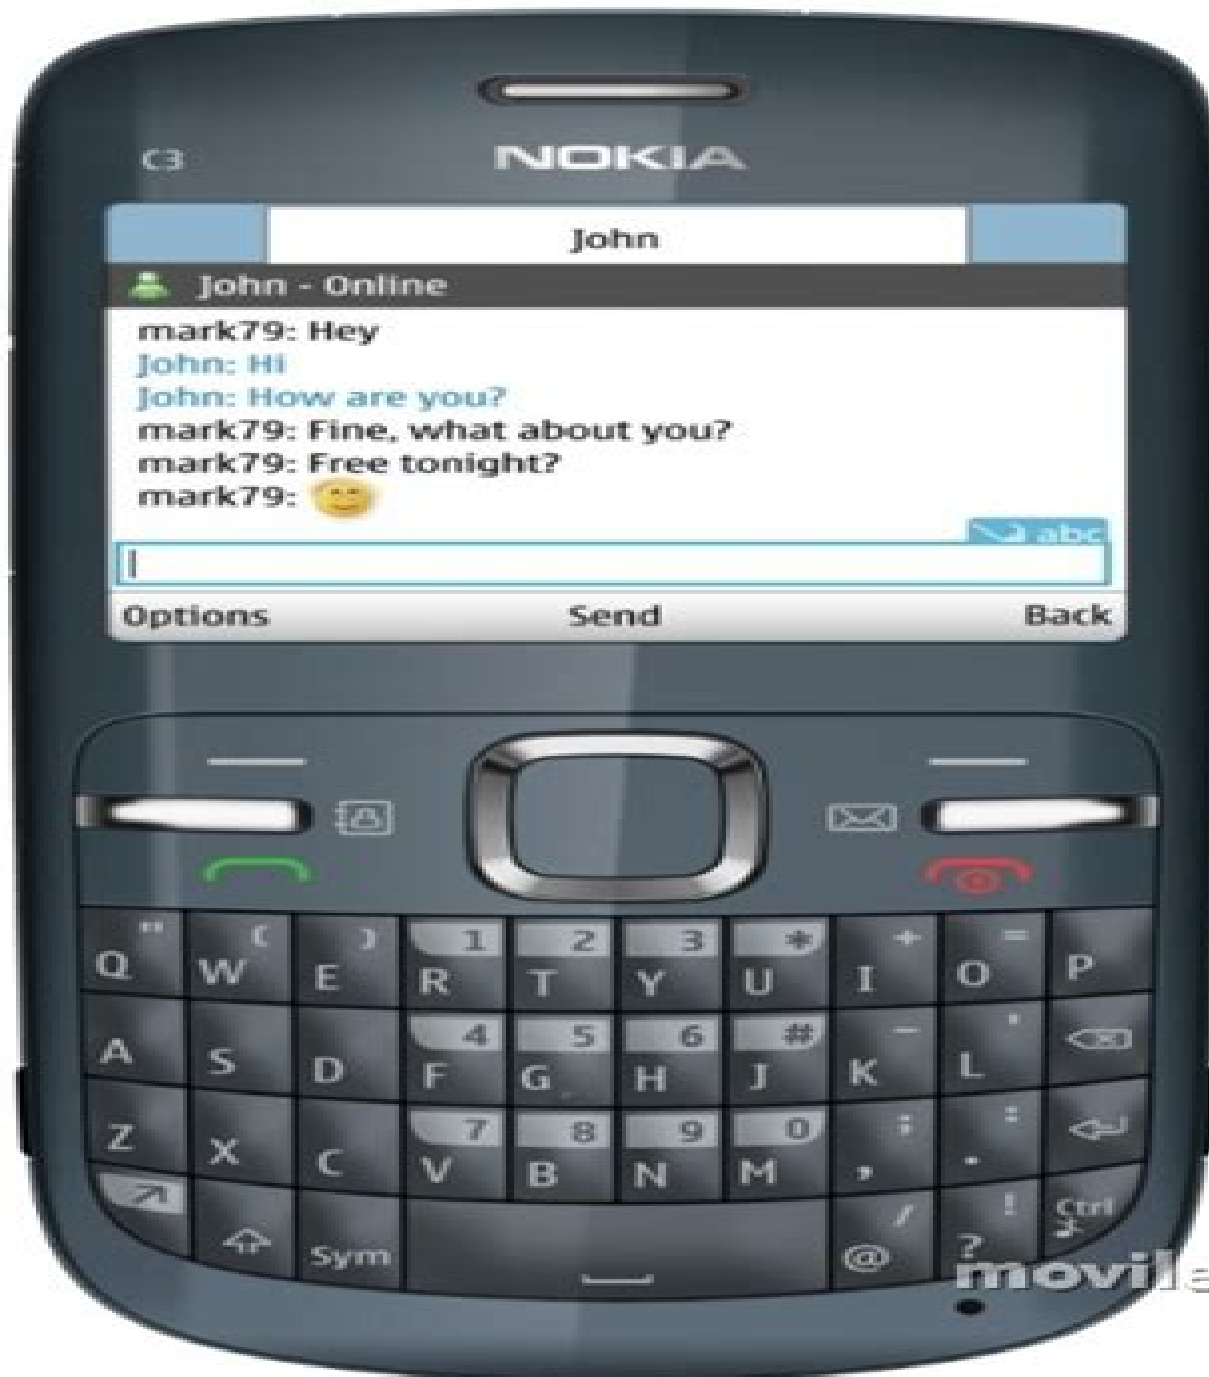 C3 NOKIA
John
John - Online
mark79: Hey
John: Hi
John: How are you?
mark79: Fine, what about you?
mark79: Free tonight?
mark79:
abc
Options Send Back
" ( ) 1 2 3 * + =
Q W E R T Y U I O P
4 5 6 # - '
A S D F G H J K L
7 8 9 0 ; :
Z X C V B N M , .
/ ! Ctrl
Sym @ ?
movila